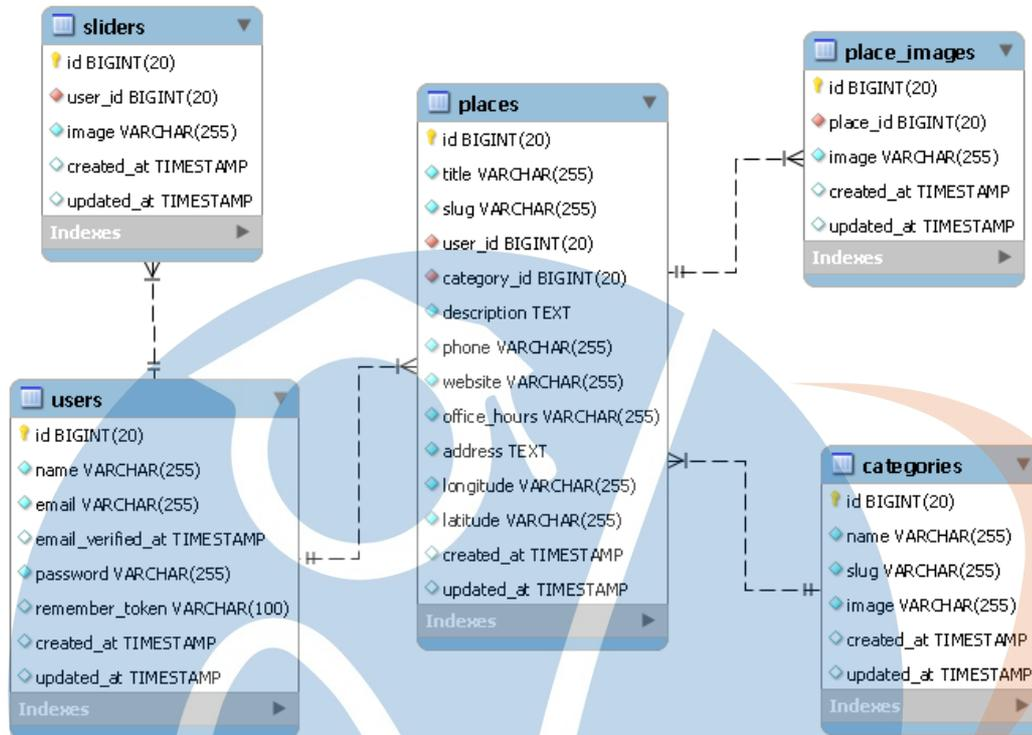 sliders
id BIGINT(20)
user_id BIGINT(20)
image VARCHAR(255)
created_at TIMESTAMP
updated_at TIMESTAMP
Indexes
places
id BIGINT(20)
title VARCHAR(255)
slug VARCHAR(255)
user_id BIGINT(20)
category_id BIGINT(20)
description TEXT
phone VARCHAR(255)
website VARCHAR(255)
office_hours VARCHAR(255)
address TEXT
longitude VARCHAR(255)
latitude VARCHAR(255)
created_at TIMESTAMP
updated_at TIMESTAMP
Indexes
place_images
id BIGINT(20)
place_id BIGINT(20)
image VARCHAR(255)
created_at TIMESTAMP
updated_at TIMESTAMP
Indexes
users
id BIGINT(20)
name VARCHAR(255)
email VARCHAR(255)
email_verified_at TIMESTAMP
password VARCHAR(255)
remember_token VARCHAR(100)
created_at TIMESTAMP
updated_at TIMESTAMP
Indexes
categories
id BIGINT(20)
name VARCHAR(255)
slug VARCHAR(255)
image VARCHAR(255)
created_at TIMESTAMP
updated_at TIMESTAMP
Indexes